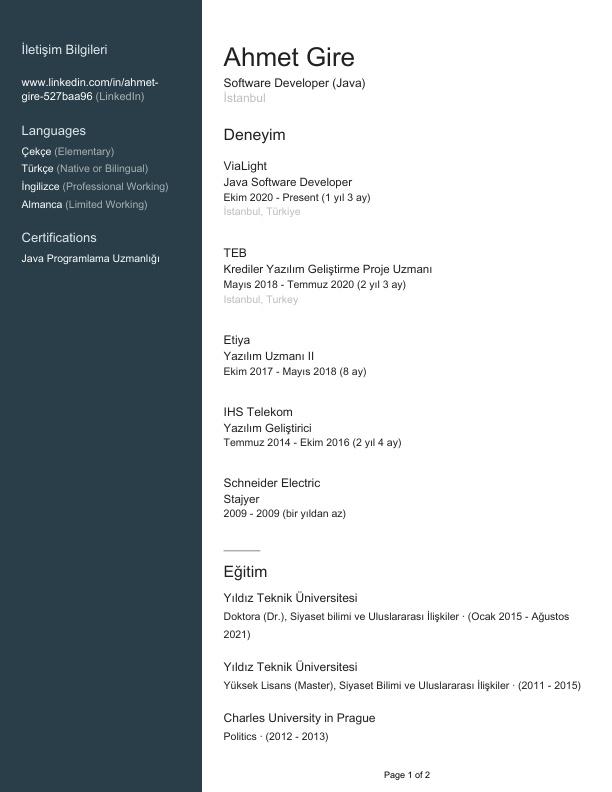 İletişim Bilgileri
www.linkedin.com/in/ahmet-
gire-527baa96 (LinkedIn)
Languages
Çekçe (Elementary)
Türkçe (Native or Bilingual)
İngilizce (Professional Working)
Almanca (Limited Working)
Certifications
Java Programlama Uzmanlığı
Ahmet Gire
Software Developer (Java)
İstanbul
Deneyim
ViaLight
Java Software Developer
Ekim 2020 - Present (1 yıl 3 ay)
İstanbul, Türkiye
TEB
Krediler Yazılım Geliştirme Proje Uzmanı
Mayıs 2018 - Temmuz 2020 (2 yıl 3 ay)
Istanbul, Turkey
Etiya
Yazılım Uzmanı II
Ekim 2017 - Mayıs 2018 (8 ay)
IHS Telekom
Yazılım Geliştirici
Temmuz 2014 - Ekim 2016 (2 yıl 4 ay)
Schneider Electric
Stajyer
2009 - 2009 (bir yıldan az)
Eğitim
Yıldız Teknik Üniversitesi
Doktora (Dr.), Siyaset bilimi ve Uluslararası İlişkiler · (Ocak 2015 - Ağustos
2021)
Yıldız Teknik Üniversitesi
Yüksek Lisans (Master), Siyaset Bilimi ve Uluslararası İlişkiler · (2011 - 2015)
Charles University in Prague
Politics · (2012 - 2013)
Page 1 of 2